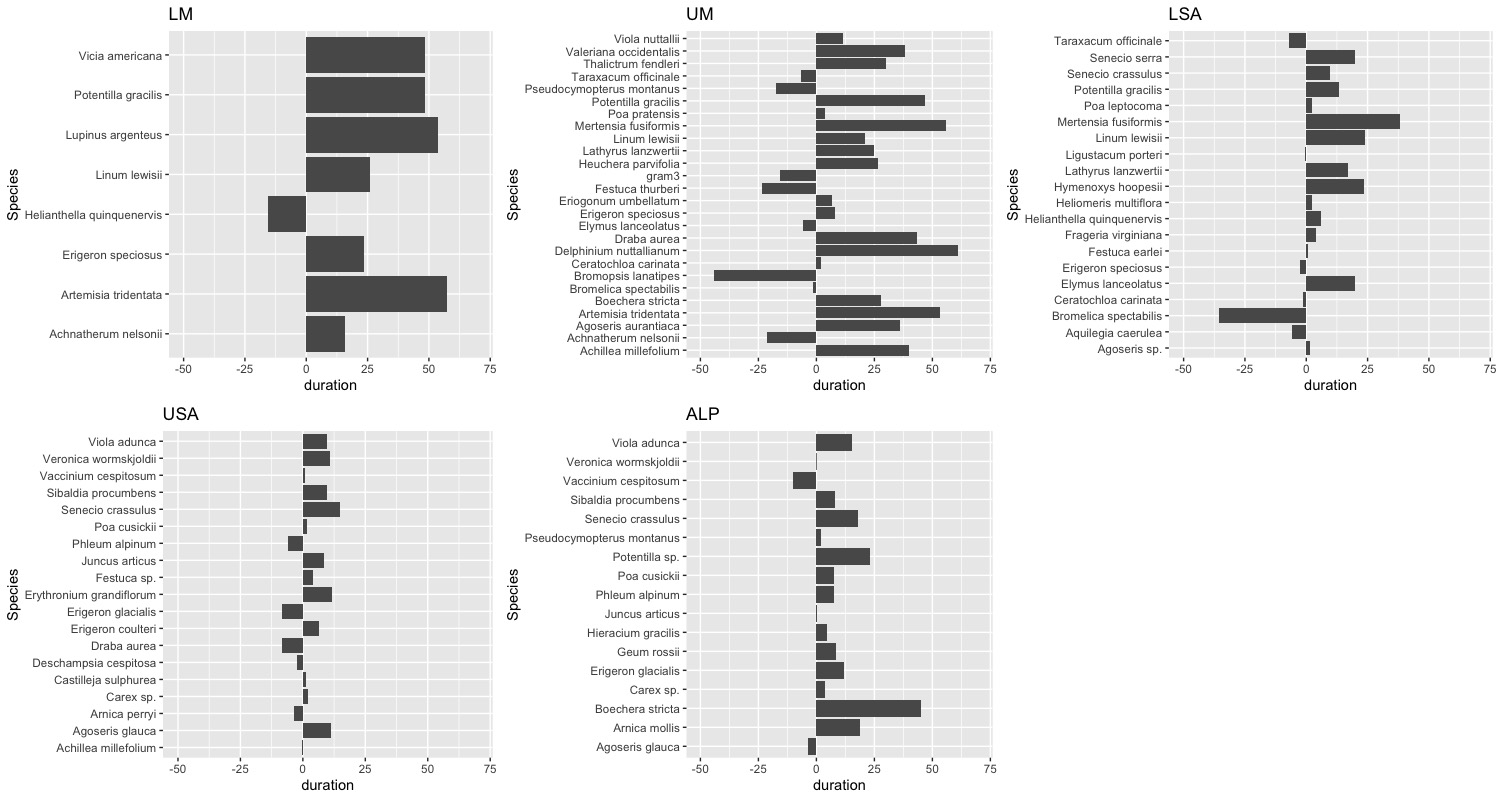 LM
Species
Vicia americana
Potentilla gracilis
Lupinus argenteus
Linum lewisii
Helianthella quinquenervis
Erigeron speciosus
Artemisia tridentata
Achnatherum nelsonii
-50 -25 0 25 50 75
duration
UM
Species
Viola nuttallii
Valeriana occidentalis
Thalictrum fendleri
Taraxacum officinale
Pseudocymopterus montanus
Potentilla gracilis
Poa pratensis
Mertensia fusiformis
Linum lewisii
Lathyrus lanzwertii
Heuchera parvifolia
gram3
Festuca thurberi
Eriogonum umbellatum
Erigeron speciosus
Elymus lanceolatus
Draba aurea
Delphinium nuttallianum
Ceratochloa carinata
Bromopsis lanatipes
Bromelica spectabilis
Boechera stricta
Artemisia tridentata
Agoseris aurantiaca
Achnatherum nelsonii
Achillea millefolium
-50 -25 0 25 50 75
duration
LSA
Species
Taraxacum officinale
Senecio serra
Senecio crassulus
Potentilla gracilis
Poa leptocoma
Mertensia fusiformis
Linum lewisii
Ligustacum porteri
Lathyrus lanzwertii
Hymenoxys hoopesii
Heliomeris multiflora
Helianthella quinquenervis
Frageria virginiana
Festuca earlei
Erigeron speciosus
Elymus lanceolatus
Ceratochloa carinata
Bromelica spectabilis
Aquilegia caerulea
Agoseris sp.
-50 -25 0 25 50 75
duration
USA
Species
Viola adunca
Veronica wormskjoldii
Vaccinium cespitosum
Sibaldia procumbens
Senecio crassulus
Poa cusickii
Phleum alpinum
Juncus articus
Festuca sp.
Erythronium grandiflorum
Erigeron glacialis
Erigeron coulteri
Draba aurea
Deschampsia cespitosa
Castilleja sulphurea
Carex sp.
Arnica perryi
Agoseris glauca
Achillea millefolium
-50 -25 0 25 50 75
duration
ALP
Species
Viola adunca
Veronica wormskjoldii
Vaccinium cespitosum
Sibaldia procumbens
Senecio crassulus
Pseudocymopterus montanus
Potentilla sp.
Poa cusickii
Phleum alpinum
Juncus articus
Hieracium gracilis
Geum rossii
Erigeron glacialis
Carex sp.
Boechera stricta
Arnica mollis
Agoseris glauca
-50 -25 0 25 50 75
duration